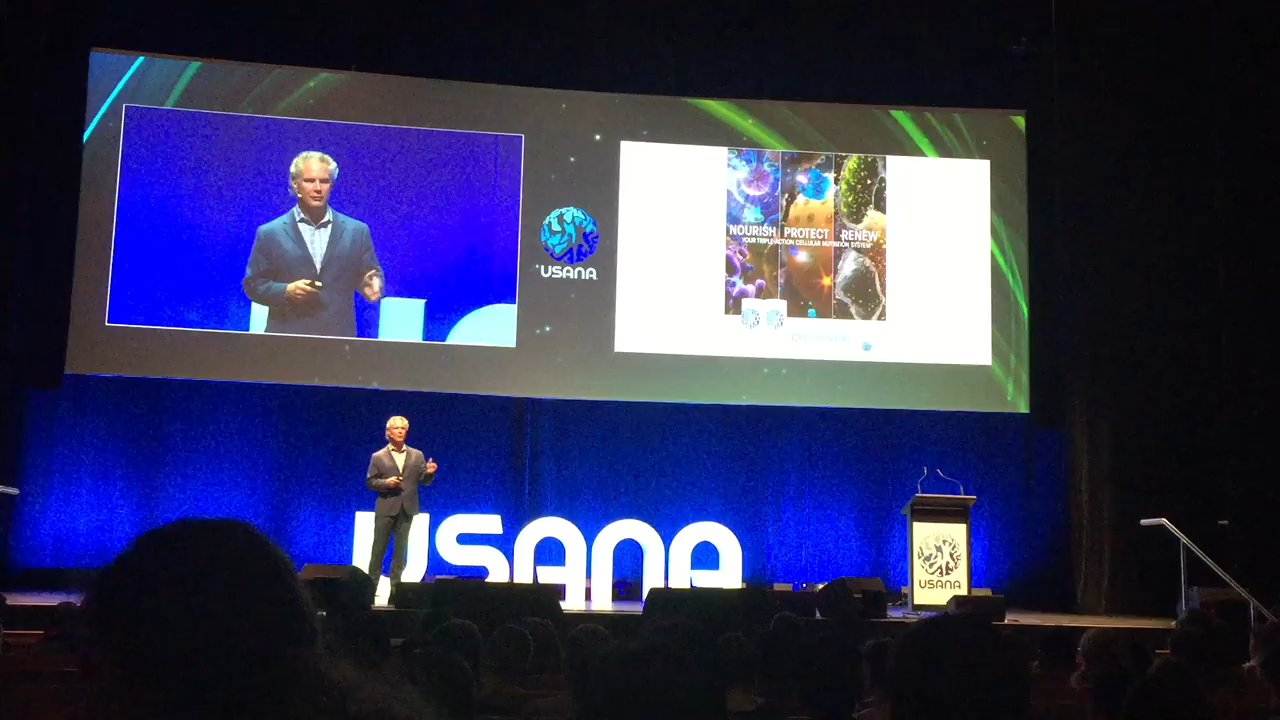 USANA
NOURISH PROTECT RENEW
YOUR TRIPLE-ACTION CELLULAR NUTRITION SYSTEM
USANA
USANA